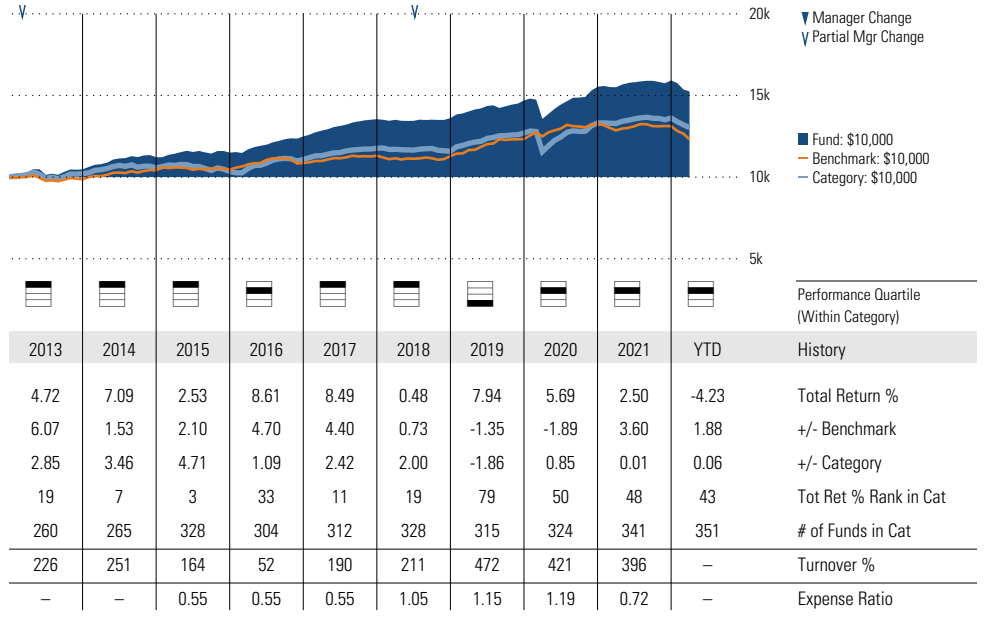 20k
Manager Change
Partial Mgr Change
15k
Fund: $10,000
Benchmark: $10,000
Category: $10,000
10k
5k
Performance Quartile
(Within Category)
2013 2014 2015 2016 2017 2018 2019 2020 2021 YTD History
4.72 7.09 2.53 8.61 8.49 0.48 7.94 5.69 2.50 -4.23 Total Return %
6.07 1.53 2.10 4.70 4.40 0.73 -1.35 -1.89 3.60 1.88 +/- Benchmark
2.85 3.46 4.71 1.09 2.42 2.00 -1.86 0.85 0.01 0.06 +/- Category
19 7 3 33 11 19 79 50 48 43 Tot Ret % Rank in Cat
260 265 328 304 312 328 315 324 341 351 # of Funds in Cat
226 251 164 52 190 211 472 421 396 – Turnover %
– – 0.55 0.55 0.55 1.05 1.15 1.19 0.72 – Expense Ratio